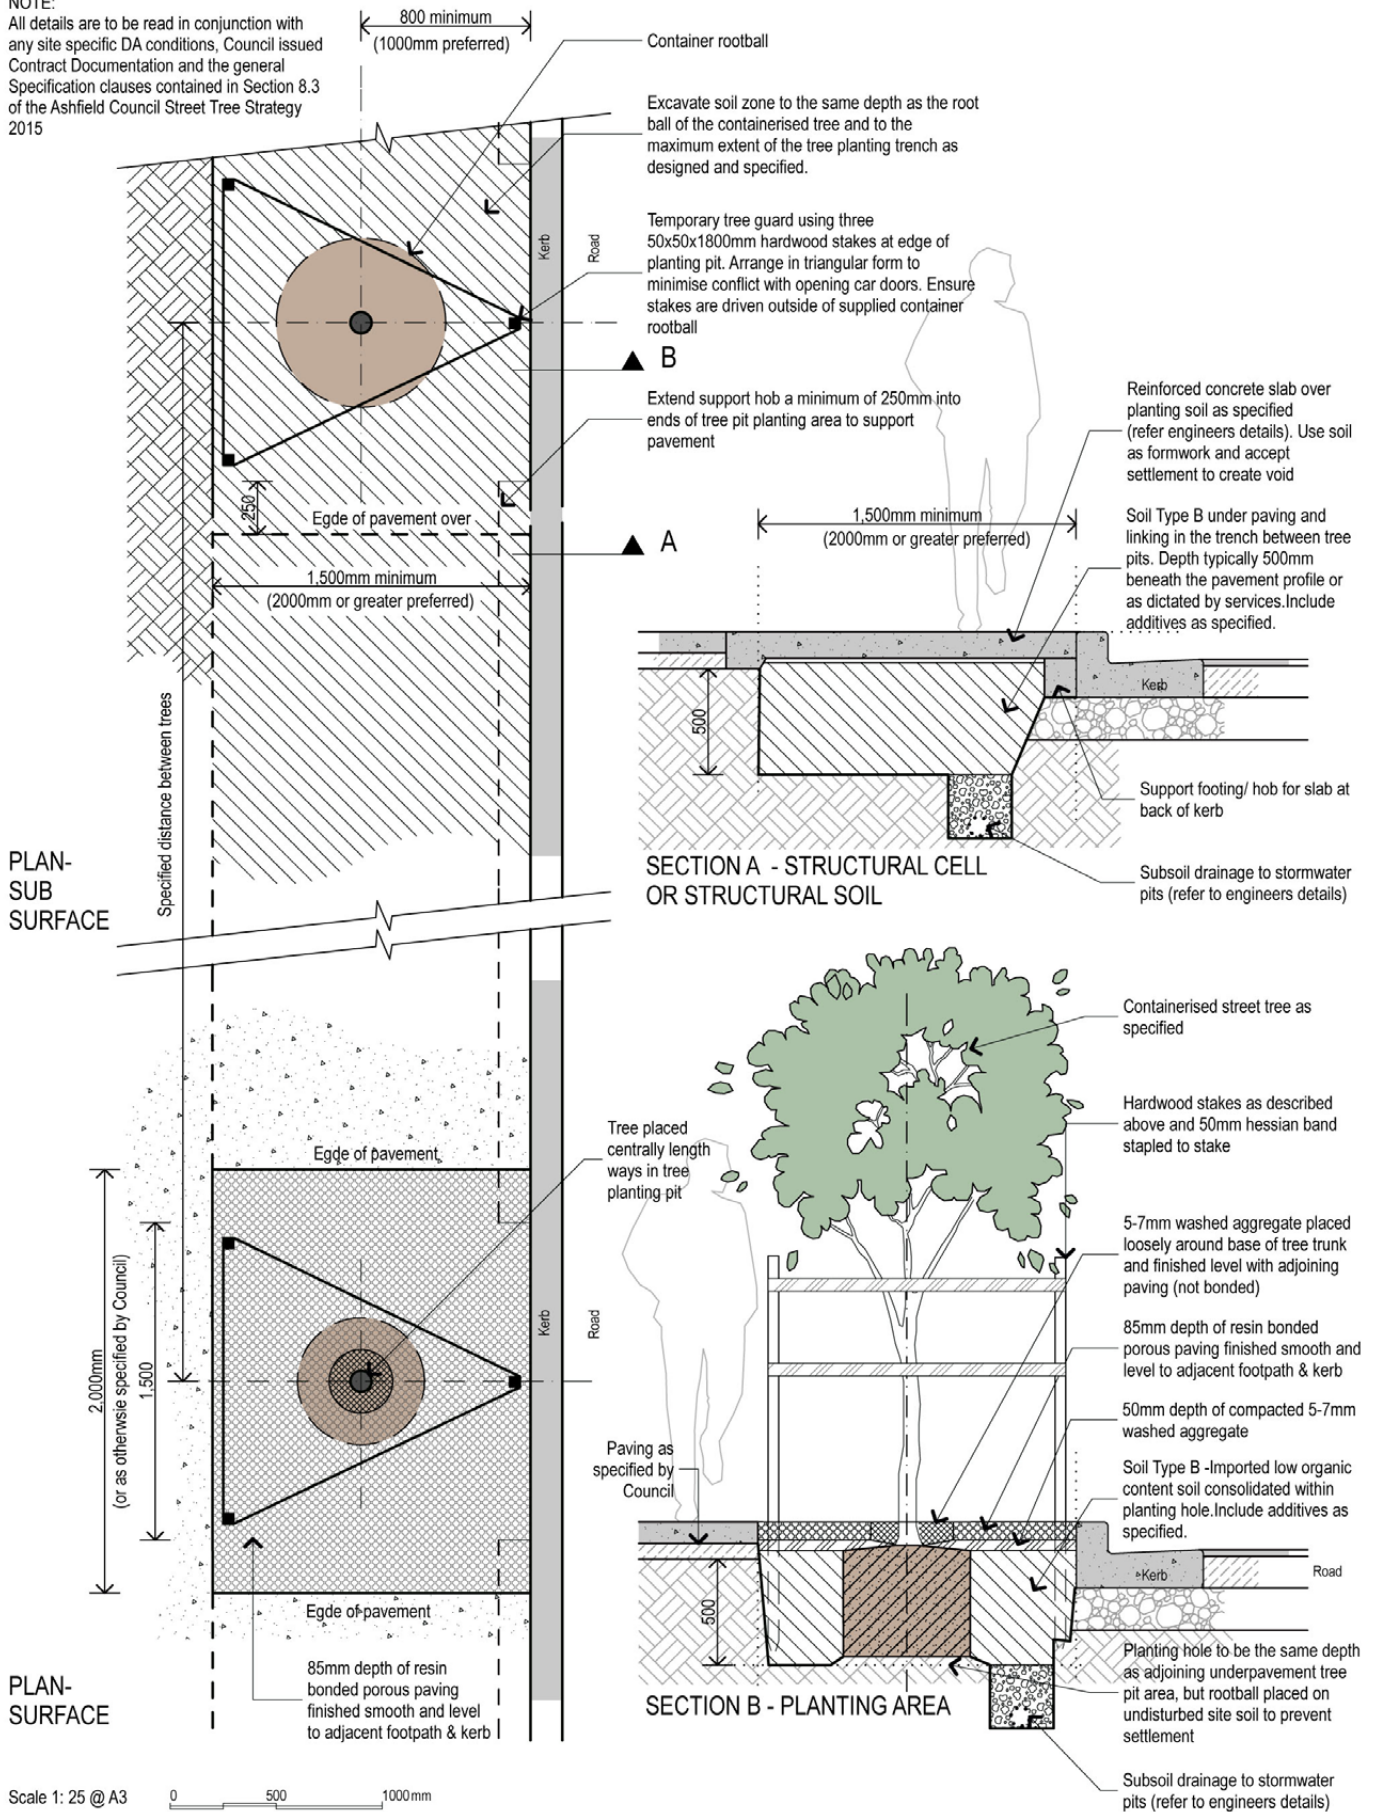 NOTE:
All details are to be read in conjunction with
any site specific DA conditions, Council issued
Contract Documentation and the general
Specification clauses contained in Section 8.3
of the Ashfield Council Street Tree Strategy
2015
800 minimum
(1000mm preferred)
Container rootball
Excavate soil zone to the same depth as the root
ball of the containerised tree and to the
maximum extent of the tree planting trench as
designed and specified.
Temporary tree guard using three
50x50x1800mm hardwood stakes at edge of
planting pit. Arrange in triangular form to
minimise conflict with opening car doors. Ensure
stakes are driven outside of supplied container
rootball
Kerb
Road
B
Extend support hob a minimum of 250mm into
ends of tree pit planting area to support
pavement
250
Egde of pavement over
A
1,500mm minimum
(2000mm or greater preferred)
Specified distance between trees
PLAN-
SUB
SURFACE
Reinforced concrete slab over
planting soil as specified
(refer engineers details). Use soil
as formwork and accept
settlement to create void
1,500mm minimum
(2000mm or greater preferred)
Soil Type B under paving and
linking in the trench between tree
pits. Depth typically 500mm
beneath the pavement profile or
as dictated by services.Include
additives as specified.
Kerb
500
Support footing/ hob for slab at
back of kerb
Subsoil drainage to stormwater
pits (refer to engineers details)
SECTION A - STRUCTURAL CELL
OR STRUCTURAL SOIL
Egde of pavement
Tree placed
centrally length
ways in tree
planting pit
2,000mm
(or as otherwsie specified by Council)
1,500
Kerb
Road
Egde of pavement
85mm depth of resin
bonded porous paving
finished smooth and level
to adjacent footpath & kerb
PLAN-
SURFACE
Containerised street tree as
specified
Hardwood stakes as described
above and 50mm hessian band
stapled to stake
5-7mm washed aggregate placed
loosely around base of tree trunk
and finished level with adjoining
paving (not bonded)
85mm depth of resin bonded
porous paving finished smooth and
level to adjacent footpath & kerb
50mm depth of compacted 5-7mm
washed aggregate
Paving as
specified by
Council
Soil Type B -Imported low organic
content soil consolidated within
planting hole.Include additives as
specified.
Kerb
Road
500
Planting hole to be the same depth
as adjoining underpavement tree
pit area, but rootball placed on
undisturbed site soil to prevent
settlement
SECTION B - PLANTING AREA
Subsoil drainage to stormwater
pits (refer to engineers details)
Scale 1: 25 @ A3
0 500 1000mm